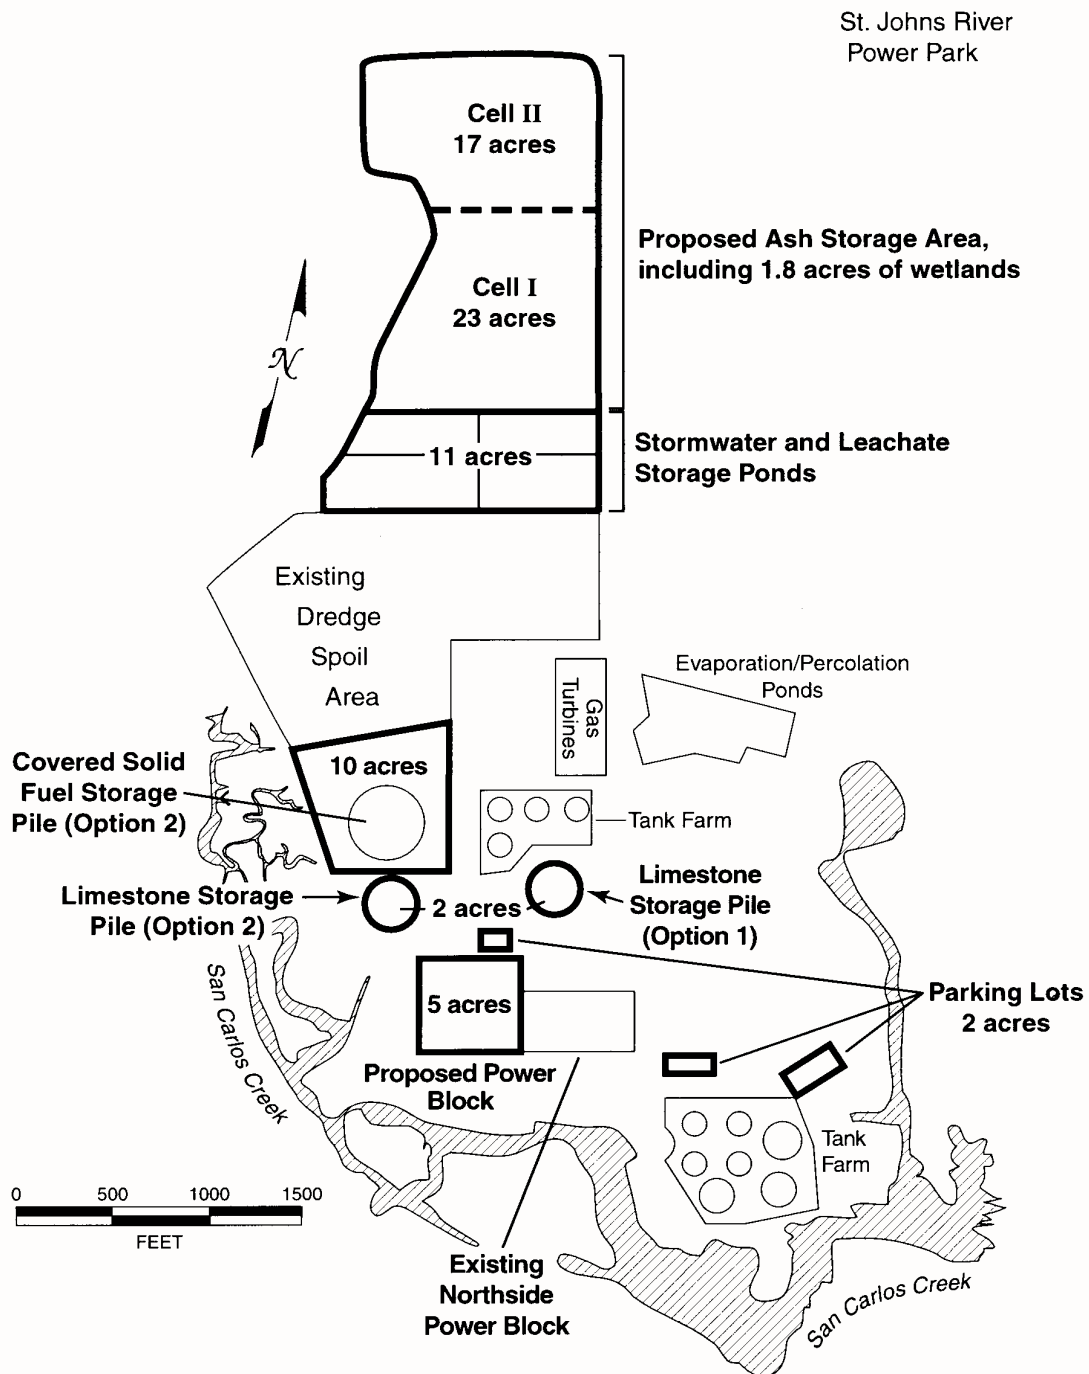 St. Johns River
Power Park
Cell II
17 acres
Proposed Ash Storage Area,
including 1.8 acres of wetlands
Cell I
23 acres
N
11 acres
Stormwater and Leachate
Storage Ponds
Existing
Dredge
Spoil
Area
Gas
Turbines
Evaporation/Percolation
Ponds
Covered Solid
Fuel Storage
Pile (Option 2)
10 acres
Tank Farm
Limestone Storage
Pile (Option 2)
2 acres
Limestone
Storage Pile
(Option 1)
San Carlos Creek
5 acres
Parking Lots
2 acres
Proposed Power
Block
Tank
Farm
0 500 1000 1500
FEET
Existing
Northside
Power Block
San Carlos Creek